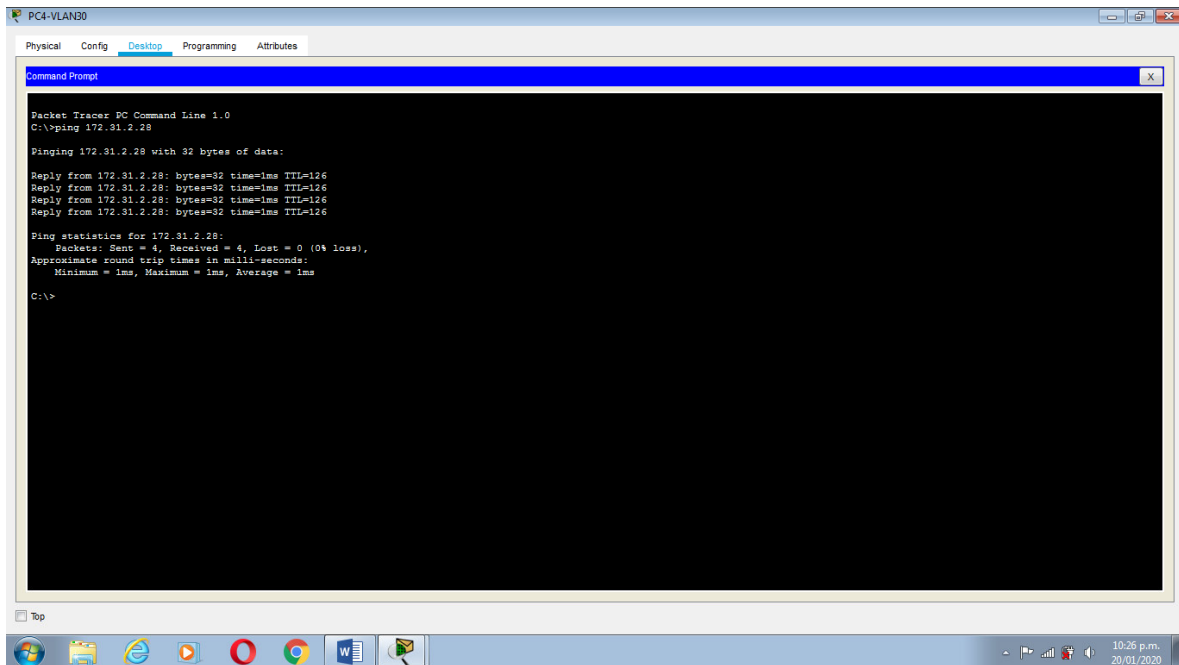 PC4-VLAN30
Physical Config Desktop Programming Attributes
Command Prompt
X
Packet Tracer PC Command Line 1.0
C:\>ping 172.31.2.28
Pinging 172.31.2.28 with 32 bytes of data:
Reply from 172.31.2.28: bytes=32 time=1ms TTL=126
Reply from 172.31.2.28: bytes=32 time=1ms TTL=126
Reply from 172.31.2.28: bytes=32 time=1ms TTL=126
Reply from 172.31.2.28: bytes=32 time=1ms TTL=126
Ping statistics for 172.31.2.28:
Packets: Sent = 4, Received = 4, Lost = 0 (0% loss),
Approximate round trip times in milli-seconds:
Minimum = 1ms, Maximum = 1ms, Average = 1ms
C:\>
Top
10:26 p.m.
20/01/2020